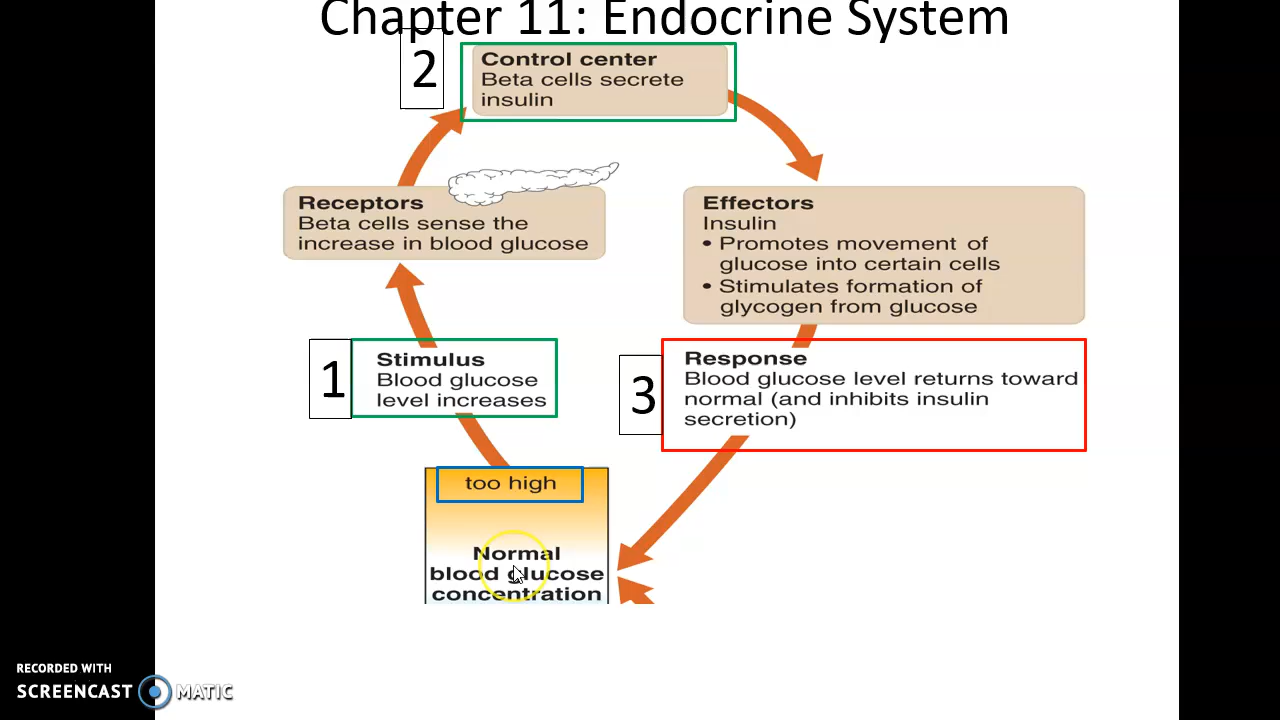 Chapter 11: Endocrine System
2
Control center
Beta cells secrete
insulin
Receptors
Beta cells sense the
increase in blood glucose
Effectors
Insulin
• Promotes movement of
glucose into certain cells
• Stimulates formation of
glycogen from glucose
1
Stimulus
Blood glucose
level increases
3
Response
Blood glucose level returns toward
normal (and inhibits insulin
secretion)
too high
Normal
blood glucose
concentration
RECORDED WITH
SCREENCAST MATIC